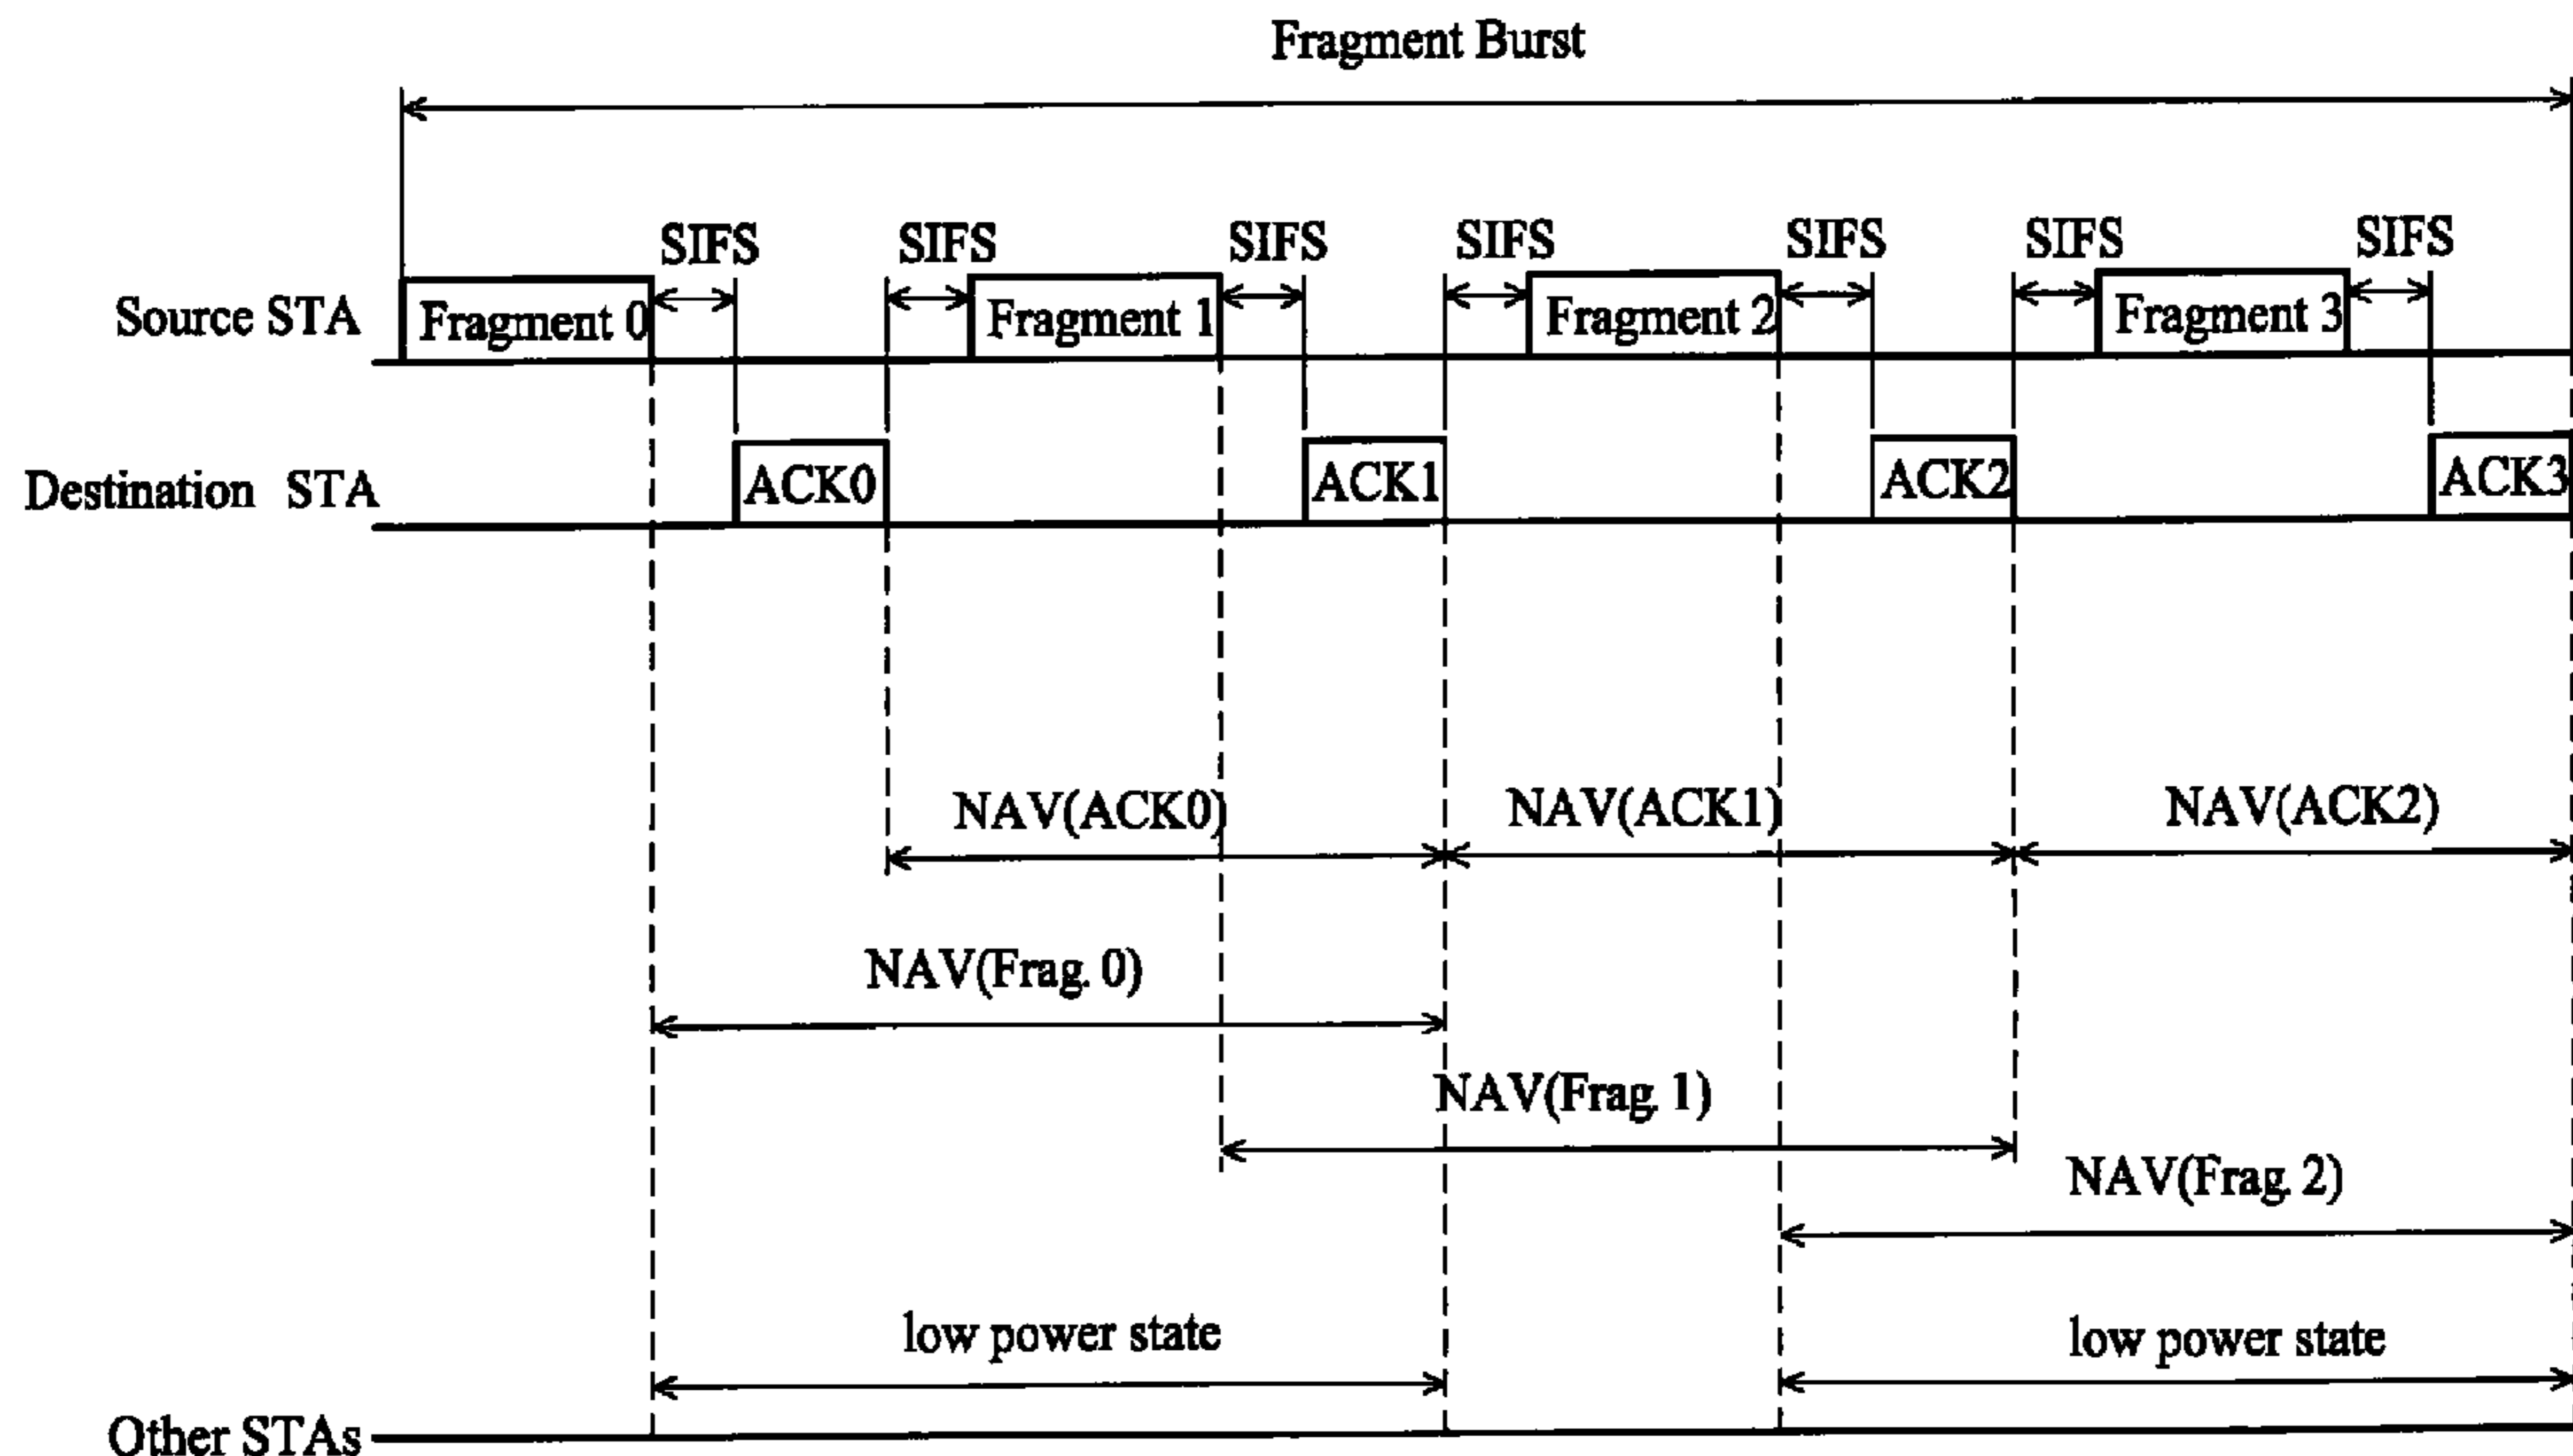 Fragment Burst
SIFS SIFS SIFS SIFS SIFS SIFS SIFS
Source STA Fragment 0 Fragment 1 Fragment 2 Fragment 3
Destination STA ACK0 ACK1 ACK2 ACK3
NAV(ACK0) NAV(ACK1) NAV(ACK2)
NAV(Frag. 0)
NAV(Frag. 1)
NAV(Frag. 2)
low power state low power state
Other STAs